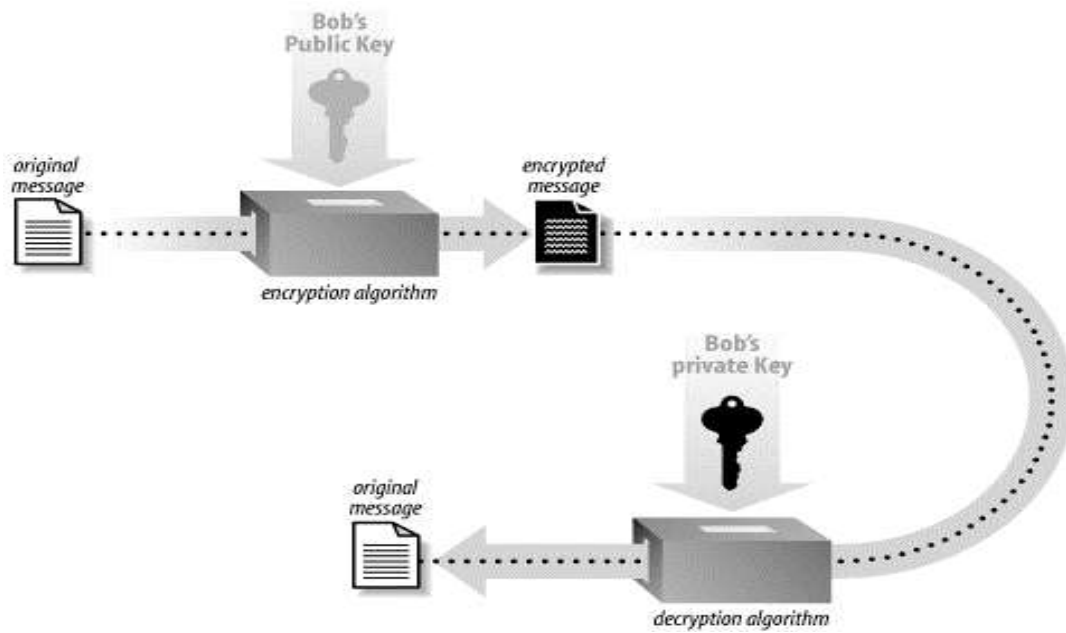 Bob's
Public Key
original
message
encrypted
message
encryption algorithm
Bob's
private Key
original
message
decryption algorithm